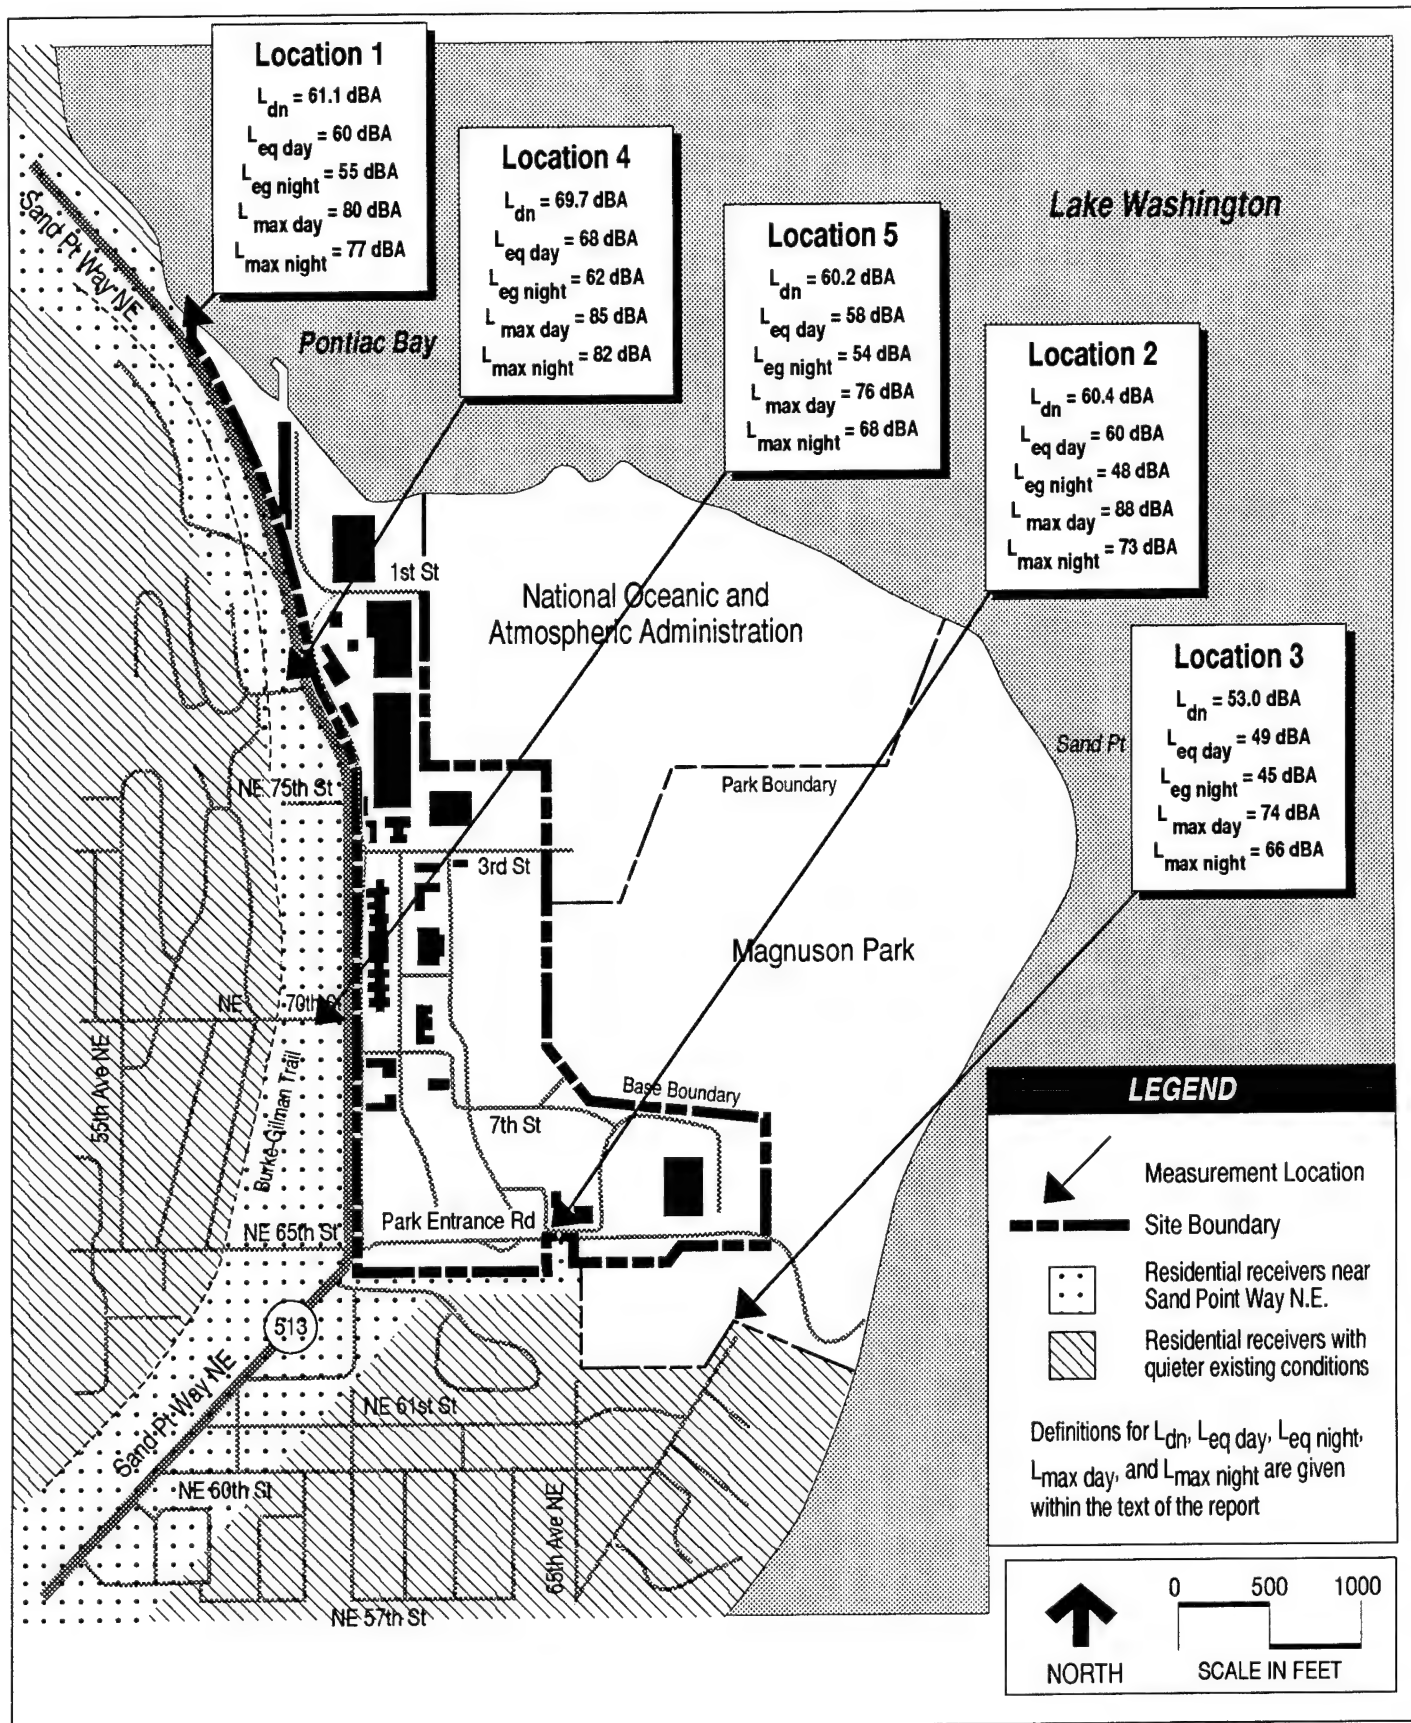 Location 1
Ldn = 61.1 dBA
Leq day = 60 dBA
Leg night = 55 dBA
Lmax day = 80 dBA
Lmax night = 77 dBA
Location 4
Ldn = 69.7 dBA
Leq day = 68 dBA
Leg night = 62 dBA
Lmax day = 85 dBA
Lmax night = 82 dBA
Location 5
Ldn = 60.2 dBA
Leq day = 58 dBA
Leg night = 54 dBA
Lmax day = 76 dBA
Lmax night = 68 dBA
Location 2
Ldn = 60.4 dBA
Leq day = 60 dBA
Leg night = 48 dBA
Lmax day = 88 dBA
Lmax night = 73 dBA
Location 3
Ldn = 53.0 dBA
Leq day = 49 dBA
Leg night = 45 dBA
Lmax day = 74 dBA
Lmax night = 66 dBA
Lake Washington
Sand Pt Way NE
Pontiac Bay
1st St
National Oceanic and
Atmospheric Administration
Sand Pt
NE 75th St
Park Boundary
3rd St
Magnuson Park
NE 70th St
55th Ave NE
Burke-Gilman Trail
Base Boundary
7th St
Park Entrance Rd
NE 65th St
513
Sand Pt Way NE
NE 61st St
NE 60th St
65th Ave NE
NE 57th St
LEGEND
Measurement Location
Site Boundary
Residential receivers near
Sand Point Way N.E.
Residential receivers with
quieter existing conditions
Definitions for Ldn, Leq day, Leq night,
Lmax day, and Lmax night are given
within the text of the report
NORTH
0 500 1000
SCALE IN FEET